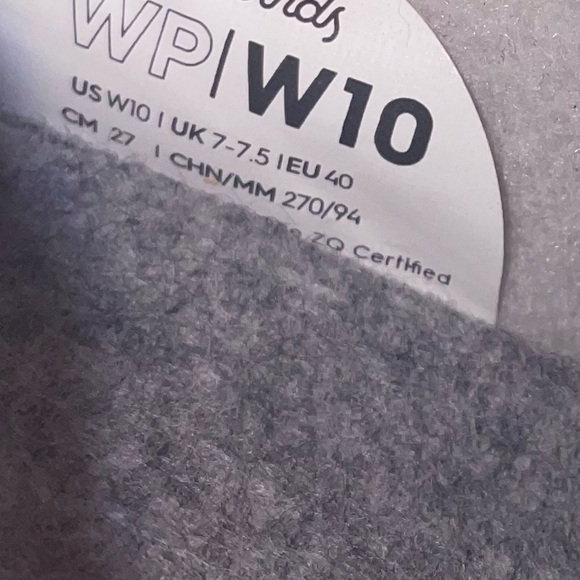 WP|W10
US W10 | UK 7-7.5 | EU 40
CM 27 | CHN/MM 270/94
ZQ Certified